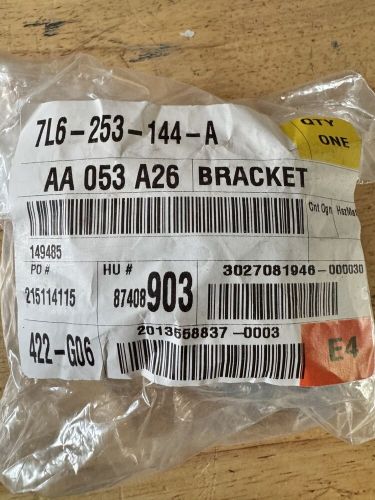 7L6-253-144-A
QTY
ONE
AA 053 A26 BRACKET
Cnt Ogn HazMat
149485
PO # HU # 3027081946-000030
215114115 87408903
2013558837-0003
422-G06 E4